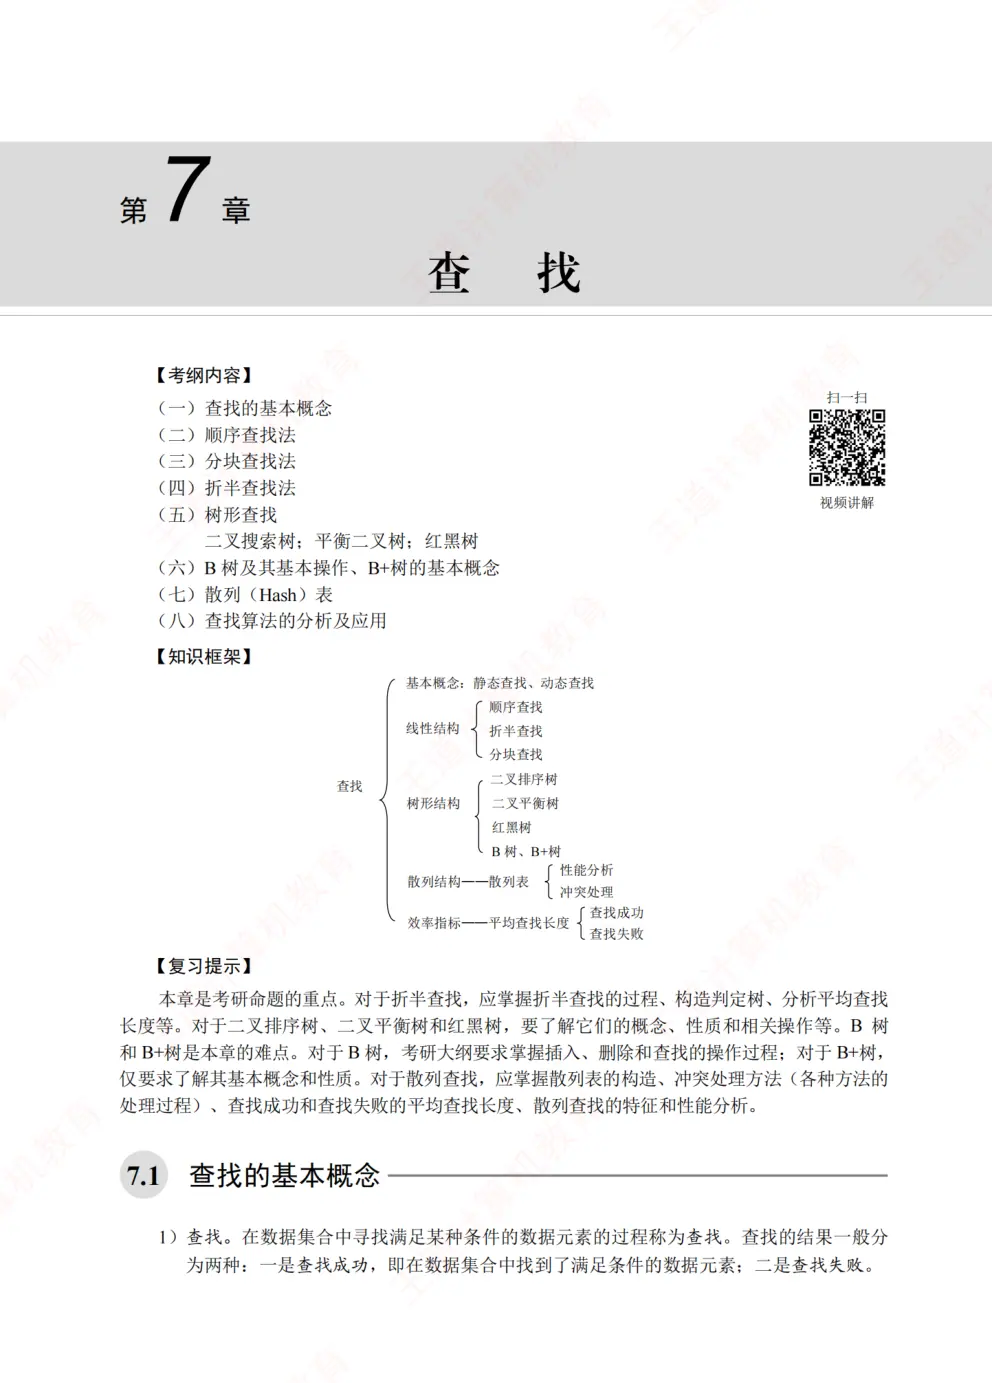 第 7 章
查 找
【考纲内容】
（一）查找的基本概念
（二）顺序查找法
（三）分块查找法
（四）折半查找法
（五）树形查找
二叉搜索树；平衡二叉树；红黑树
（六）B 树及其基本操作、B+树的基本概念
（七）散列（Hash）表
（八）查找算法的分析及应用
扫一扫
视频讲解
【知识框架】
查找
基本概念：静态查找、动态查找
线性结构
顺序查找
折半查找
分块查找
树形结构
二叉排序树
二叉平衡树
红黑树
B 树、B+树
散列结构——散列表
性能分析
冲突处理
效率指标——平均查找长度
查找成功
查找失败
【复习提示】
本章是考研命题的重点。对于折半查找，应掌握折半查找的过程、构造判定树、分析平均查找
长度等。对于二叉排序树、二叉平衡树和红黑树，要了解它们的概念、性质和相关操作等。B 树
和 B+树是本章的难点。对于 B 树，考研大纲要求掌握插入、删除和查找的操作过程；对于 B+树，
仅要求了解其基本概念和性质。对于散列查找，应掌握散列表的构造、冲突处理方法（各种方法的
处理过程）、查找成功和查找失败的平均查找长度、散列查找的特征和性能分析。
7.1 查找的基本概念
1）查找。在数据集合中寻找满足某种条件的数据元素的过程称为查找。查找的结果一般分
为两种：一是查找成功，即在数据集合中找到了满足条件的数据元素；二是查找失败。
王道计算机教育